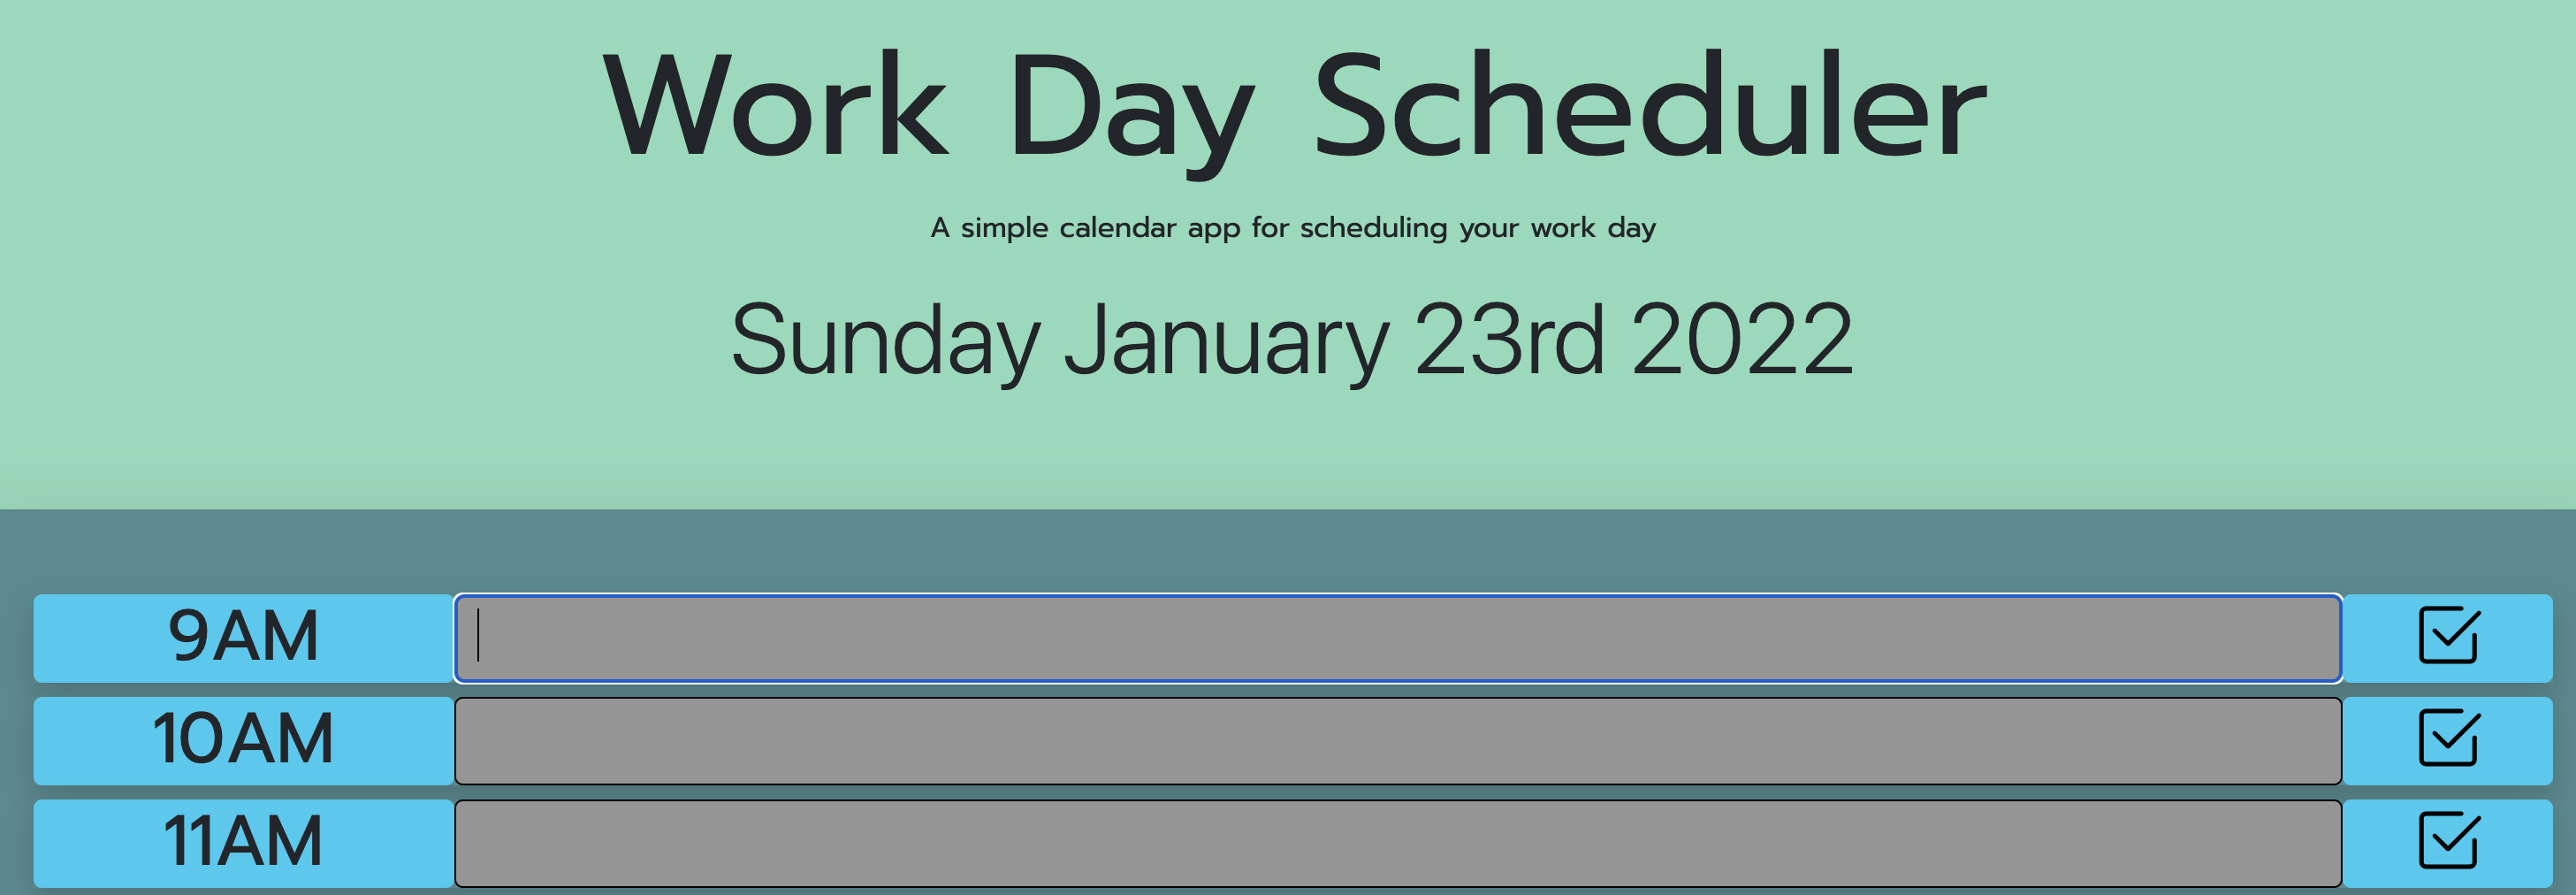 Work Day Scheduler
A simple calendar app for scheduling your work day
Sunday January 23rd 2022
9AM
10AM
11AM